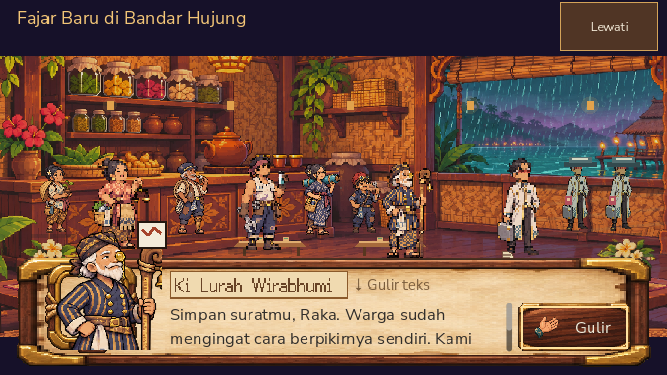 Fajar Baru di Bandar Hujung
Lewati
Ki Lurah Wirabhumi
↓ Gulir teks
Simpan suratmu, Raka. Warga sudah
mengingat cara berpikirnya sendiri. Kami
Gulir